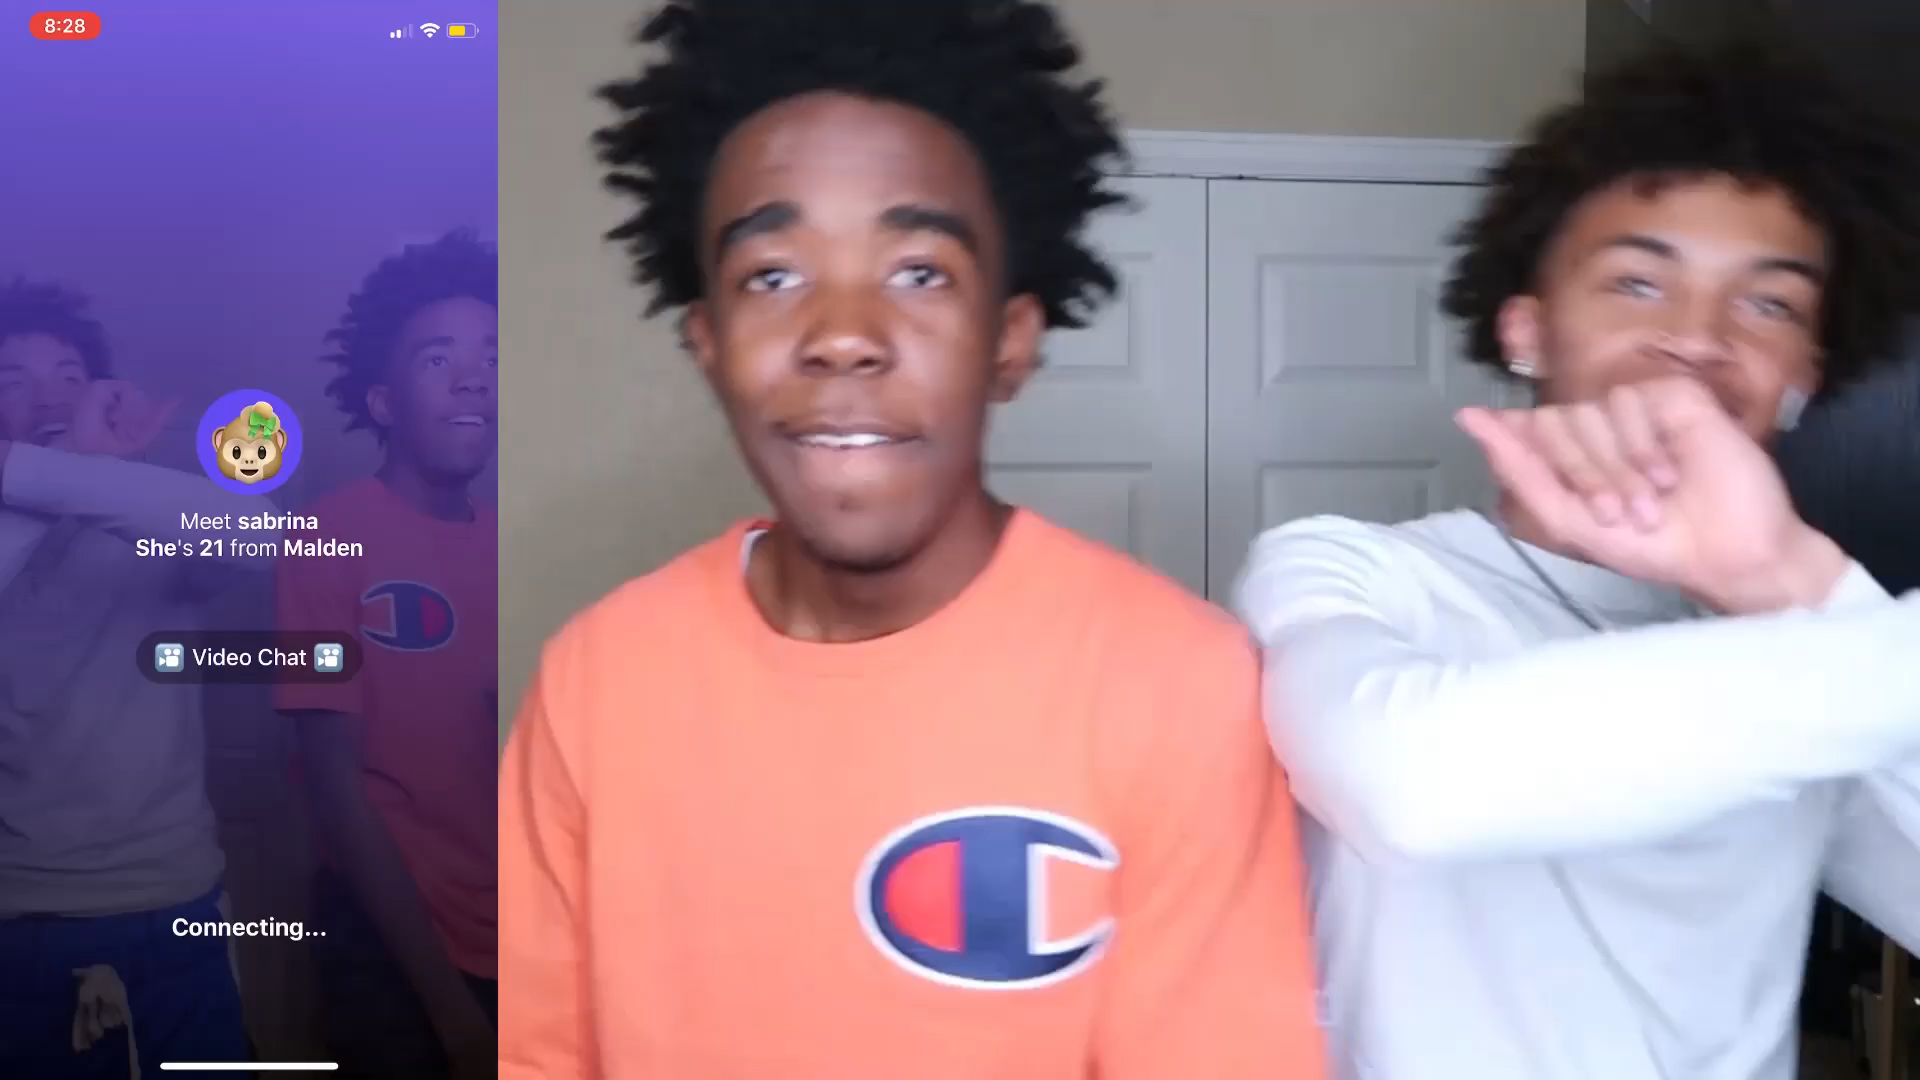 8:28
Meet sabrina
She's 21 from Malden
Video Chat
Connecting...